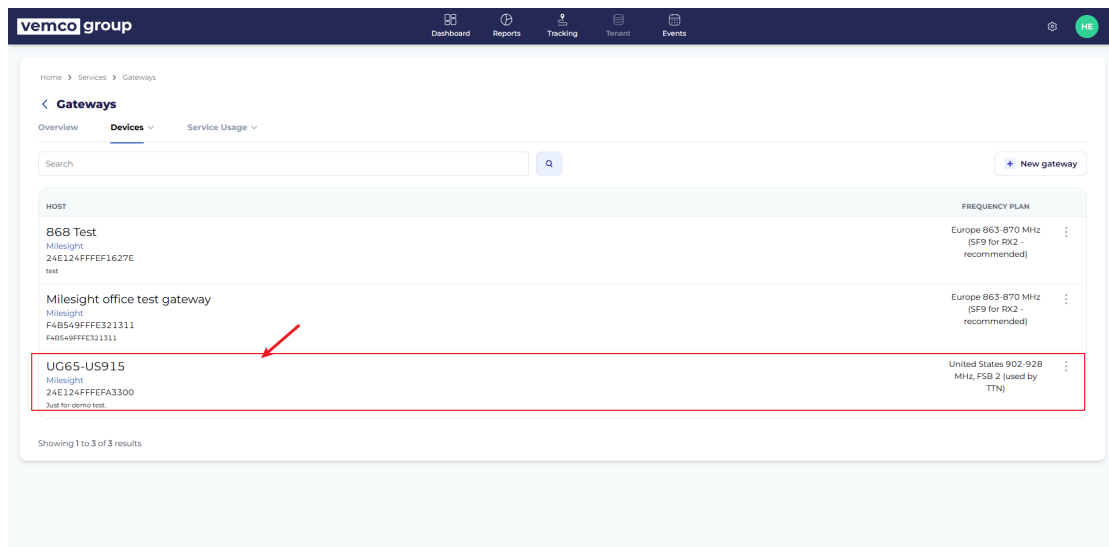 vemco group
Dashboard
Reports
Tracking
Tenant
Events
HE
Home > Services > Gateways
Gateways
Overview
Devices
Service Usage
Search
+ New gateway
HOST
FREQUENCY PLAN
868 Test
Milesight
24E124FFFEF1627E
test
Europe 863-870 MHz
(SF9 for RX2 -
recommended)
Milesight office test gateway
Milesight
F4B549FFFE321311
F4B549FFFE321311
Europe 863-870 MHz
(SF9 for RX2 -
recommended)
UG65-US915
Milesight
24E124FFFEFA3300
Just for demo test.
United States 902-928
MHz, FSB 2 (used by
TTN)
Showing 1 to 3 of 3 results